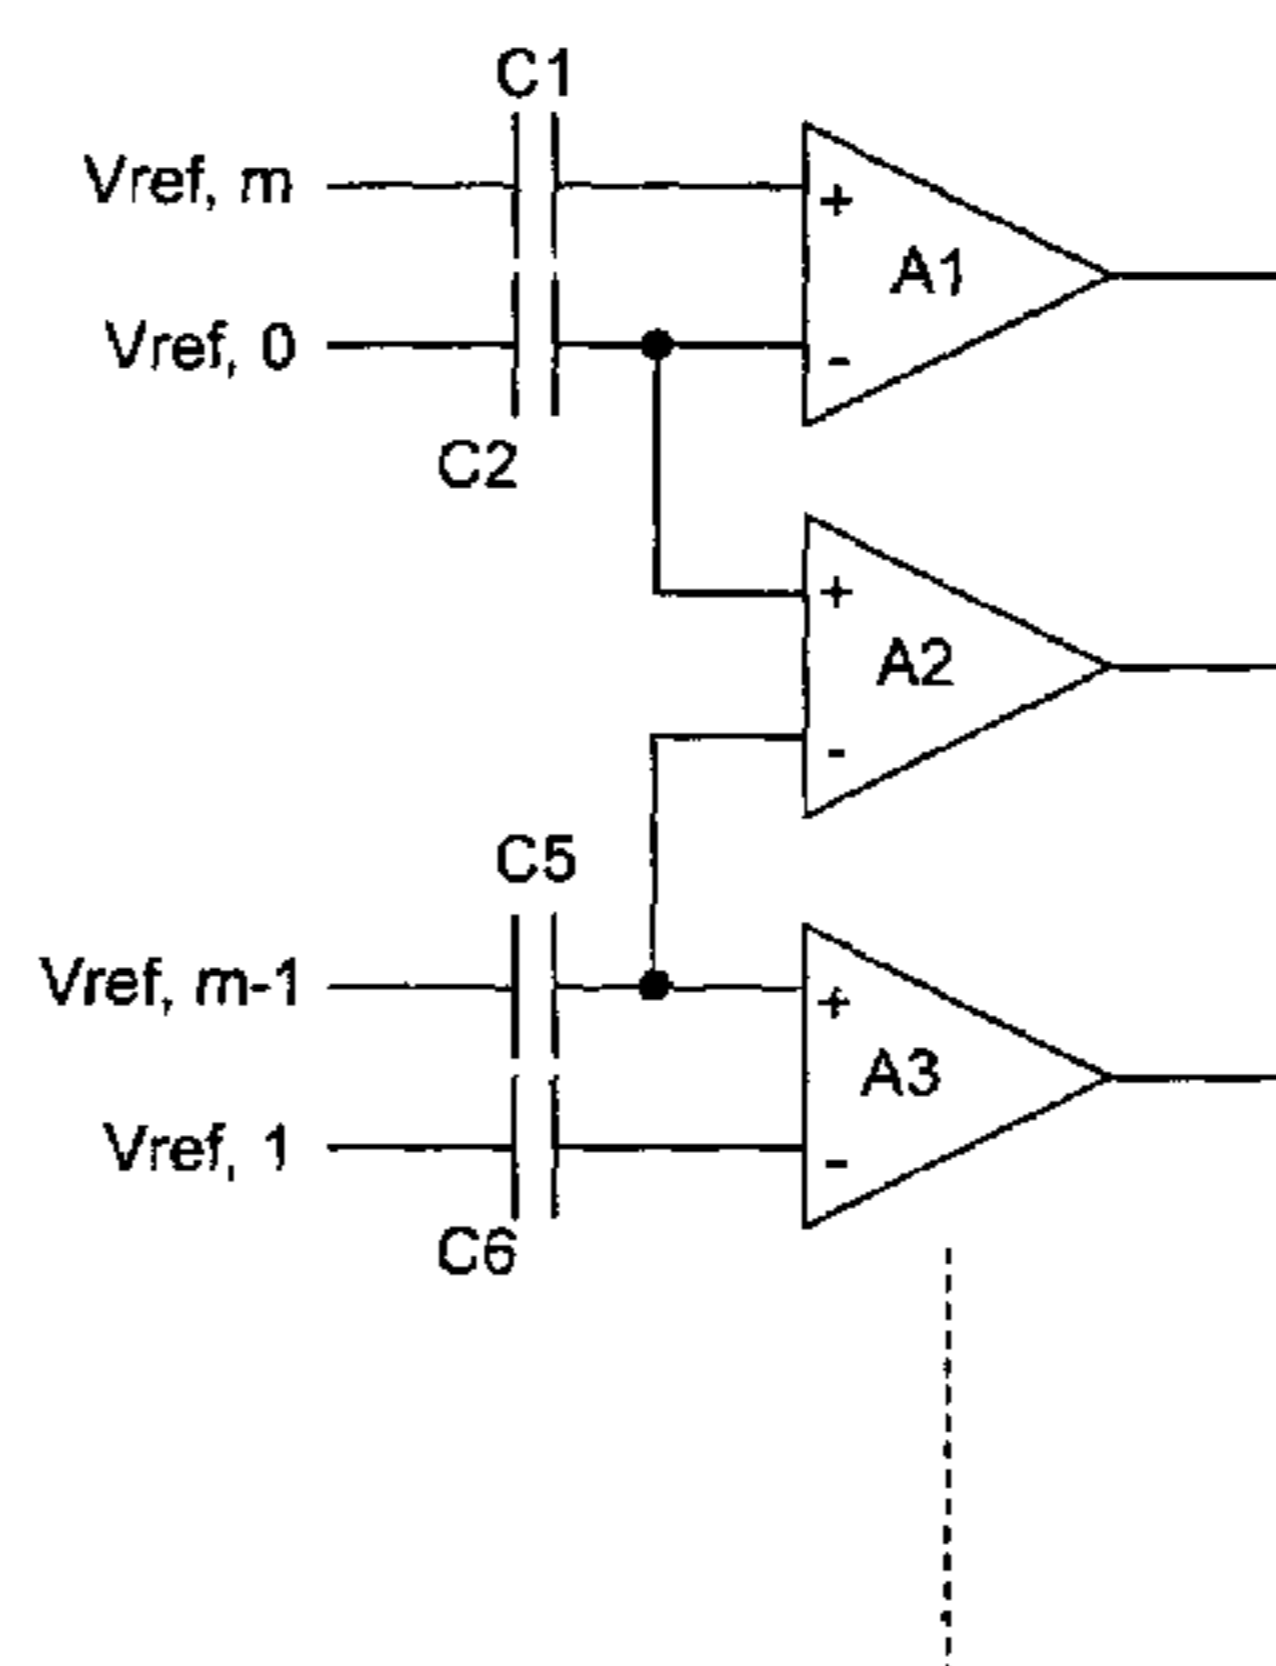 C1
Vref, m
+
A1
Vref, 0
-
C2
+
A2
-
C5
Vref, m-1
+
A3
Vref, 1
-
C6